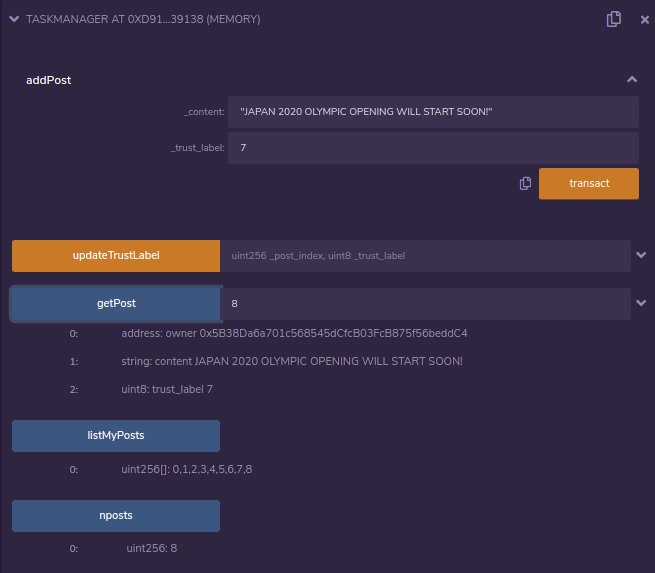 TASKMANAGER AT 0XD91...39138 (MEMORY)
addPost
_content: "JAPAN 2020 OLYMPIC OPENING WILL START SOON!"
_trust_label: 7
transact
updateTrustLabel uint256 _post_index, uint8 _trust_label
getPost 8
0: address: owner 0x5B38Da6a701c568545dCfcB03FcB875f56beddC4
1: string: content JAPAN 2020 OLYMPIC OPENING WILL START SOON!
2: uint8: trust_label 7
listMyPosts
0: uint256[]: 0,1,2,3,4,5,6,7,8
nposts
0: uint256: 8